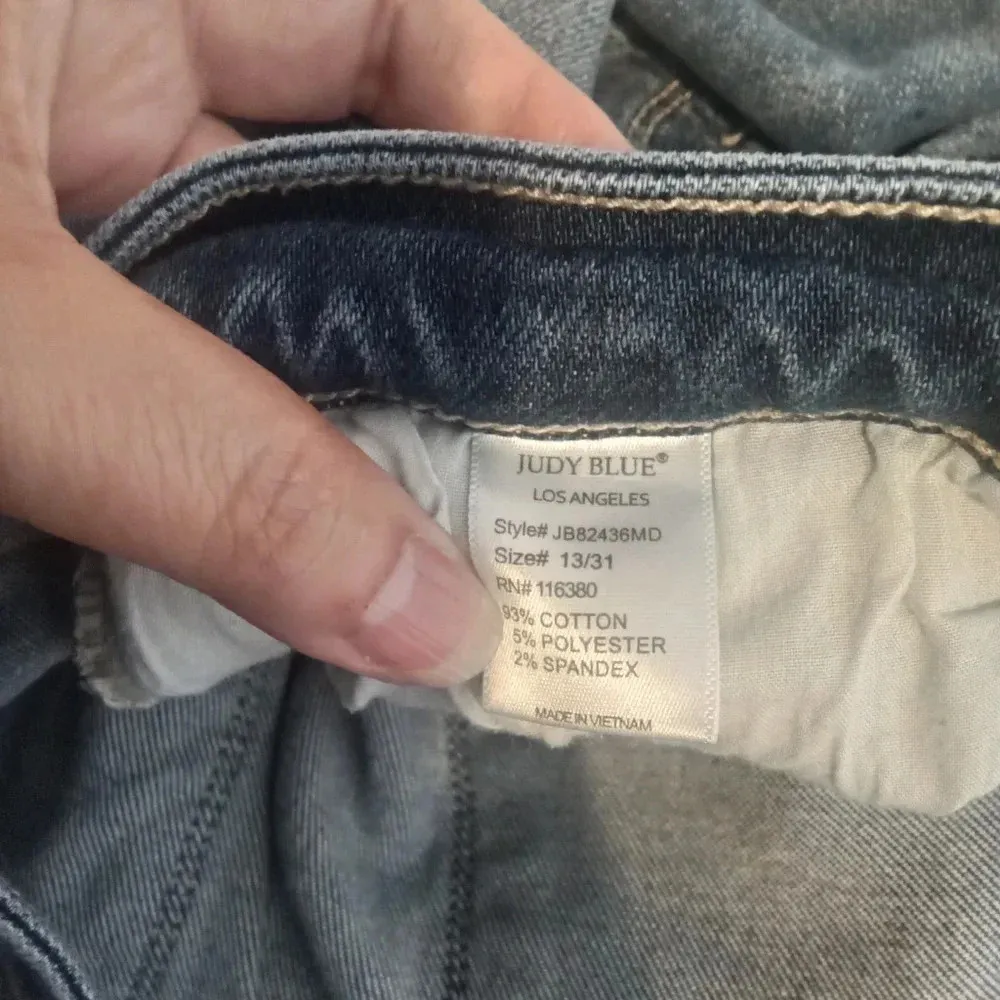 JUDY BLUE®
LOS ANGELES
Style# JB82436MD
Size# 13/31
RN# 116380
93% COTTON
5% POLYESTER
2% SPANDEX
MADE IN VIETNAM